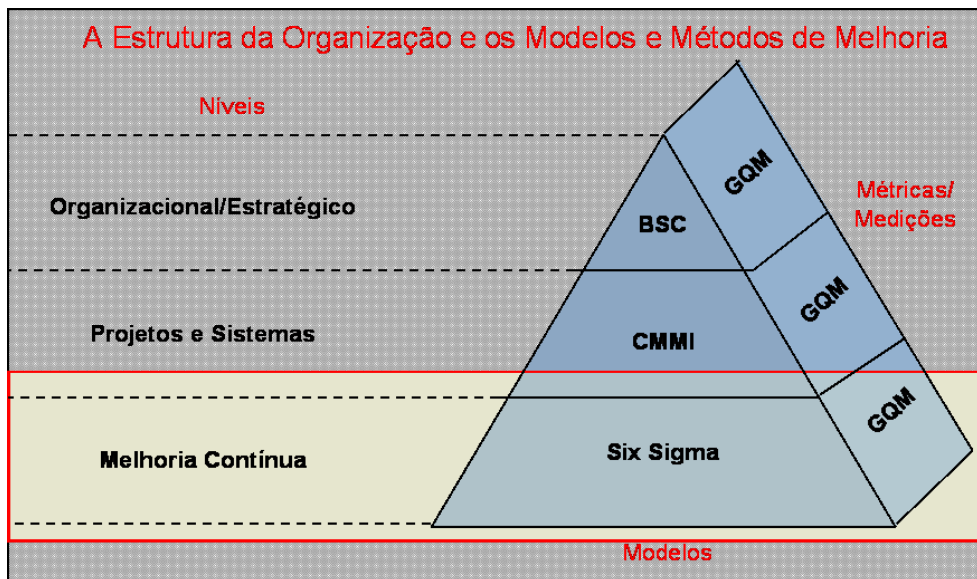 A Estrutura da Organização e os Modelos e Métodos de Melhoria
Níveis
Organizacional/Estratégico
BSC
GQM
Métricas/
Medições
Projetos e Sistemas
CMMI
GQM
Melhoria Contínua
Six Sigma
GQM
Modelos